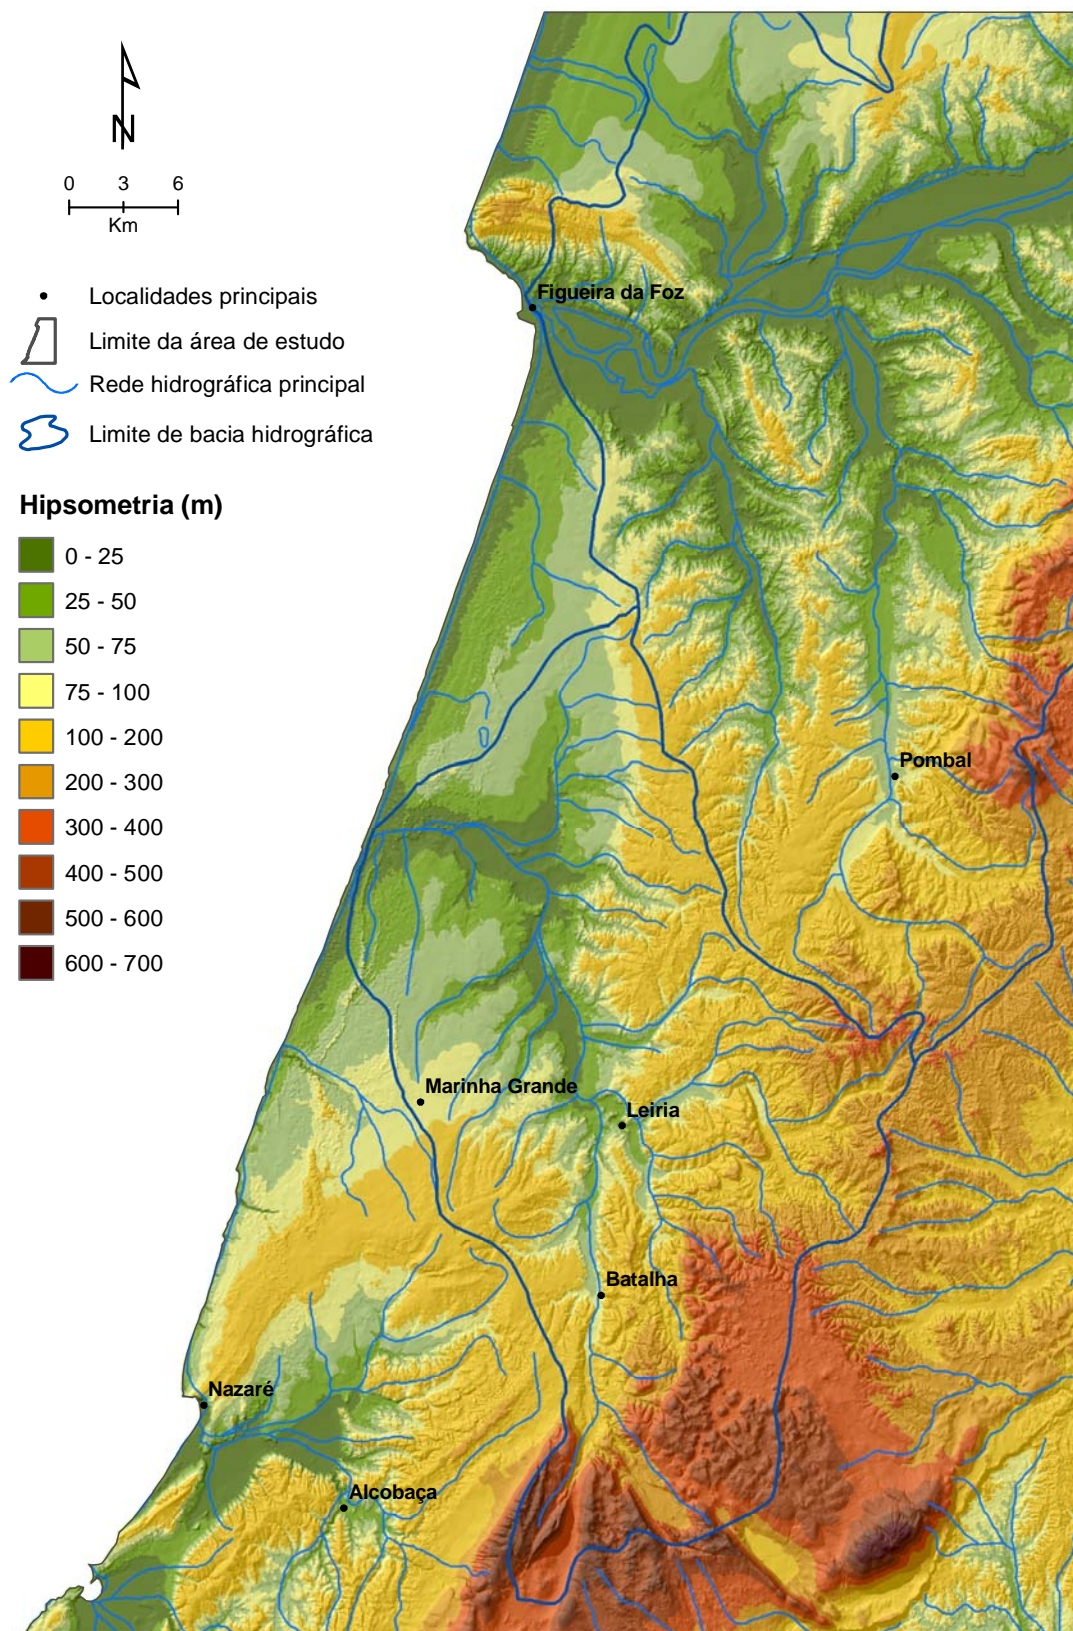 N
0 3 6
Km
Localidades principais
Limite da área de estudo
Rede hidrográfica principal
Limite de bacia hidrográfica
Hipsometria (m)
0 - 25
25 - 50
50 - 75
75 - 100
100 - 200
200 - 300
300 - 400
400 - 500
500 - 600
600 - 700
Figueira da Foz
Pombal
Marinha Grande
Leiria
Batalha
Nazaré
Alcobaça